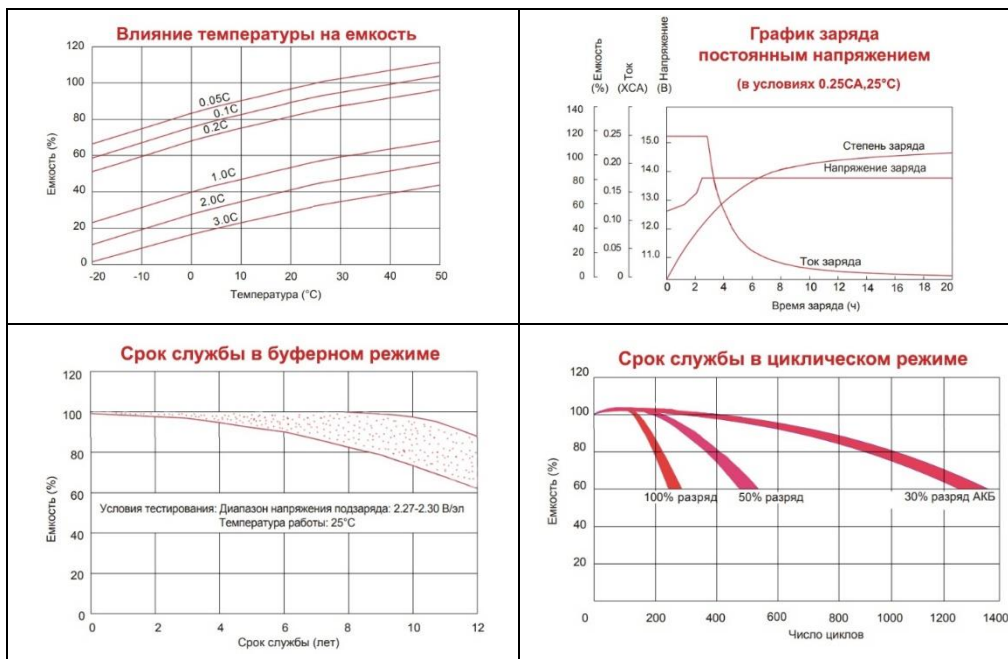 Влияние температуры на емкость
120
100
80
60
40
20
0
Емкость (%)
0.05C
0.1C
0.2C
1.0C
2.0C
3.0C
-20 -10 0 10 20 30 40 50
Температура (°C)
График заряда
постоянным напряжением
(в условиях 0.25CA,25°C)
Емкость (%)
Ток (XCA)
Напряжение (В)
140
120
100
80
60
40
20
0
0.25
0.20
0.15
0.10
0.05
0
15.0
14.0
13.0
12.0
11.0
Степень заряда
Напряжение заряда
Ток заряда
0 2 4 6 8 10 12 14 16 18 20
Время заряда (ч)
Срок службы в буферном режиме
120
100
80
60
40
20
0
Емкость (%)
Условия тестирования: Диапазон напряжения подзаряда: 2.27-2.30 В/эл
Температура работы: 25°C
0 2 4 6 8 10 12
Срок службы (лет)
Срок службы в циклическом режиме
120
100
80
60
40
20
0
Емкость (%)
100% разряд 50% разряд 30% разряд АКБ
200 400 600 800 1000 1200 1400
Число циклов